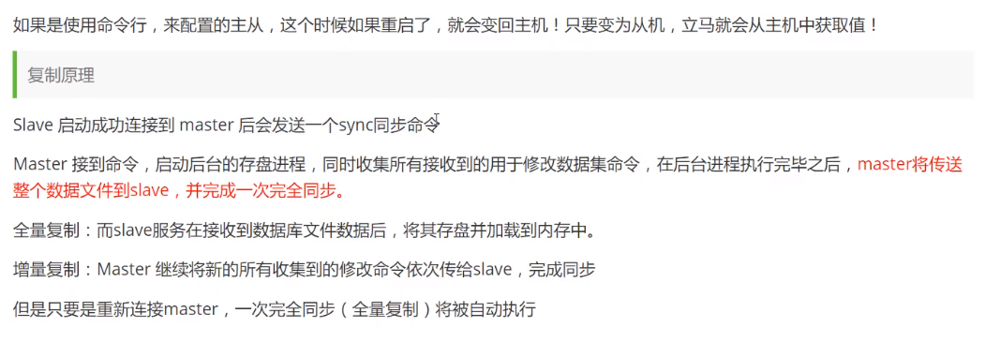 如果是使用命令行，来配置的主从，这个时候如果重启了，就会变回主机！只要变为从机，立马就会从主机中获取值！
复制原理
Slave 启动成功连接到 master 后会发送一个sync同步命令
Master 接到命令，启动后台的存盘进程，同时收集所有接收到的用于修改数据集命令，在后台进程执行完毕之后，master将传送
整个数据文件到slave，并完成一次完全同步。
全量复制：而slave服务在接收到数据库文件数据后，将其存盘并加载到内存中。
增量复制：Master 继续将新的所有收集到的修改命令依次传给slave，完成同步
但是只要是重新连接master，一次完全同步（全量复制）将被自动执行